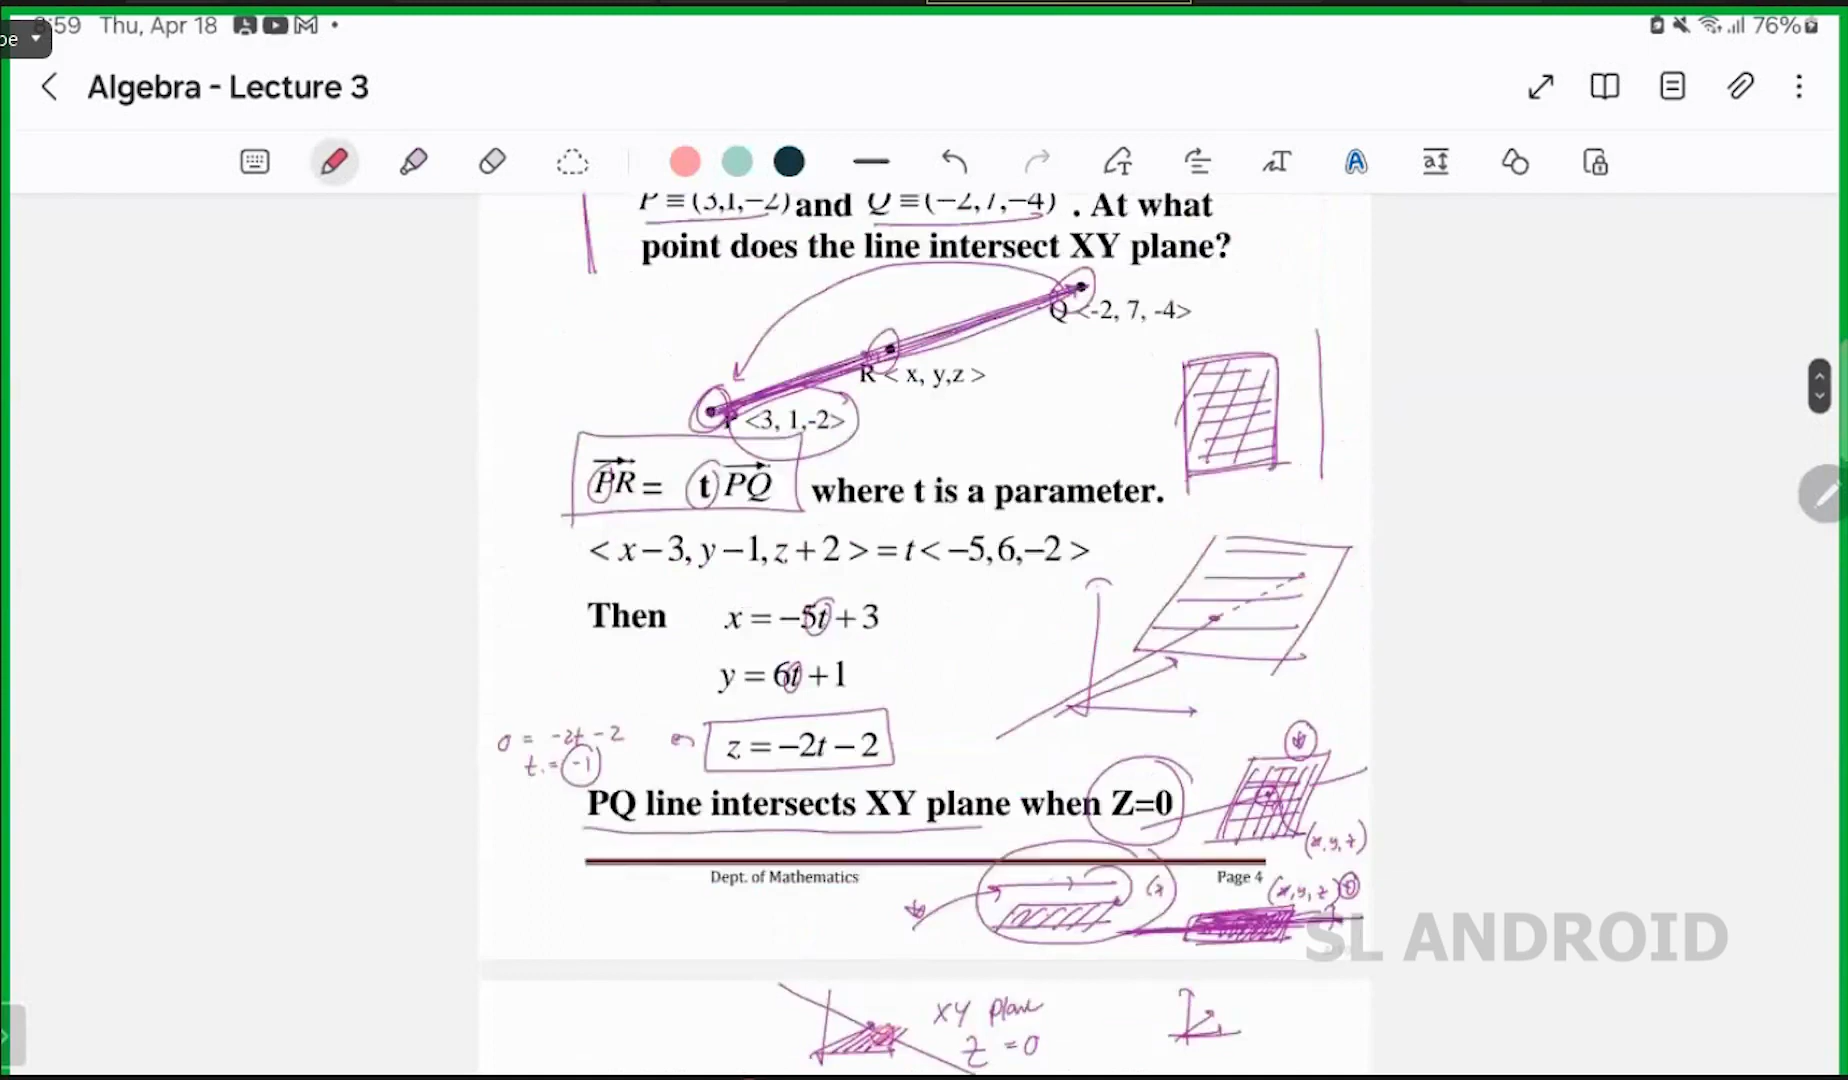 8:59 Thu, Apr 18
76%
Algebra - Lecture 3
P ≡ (3,1,−2) and Q ≡ (−2,7,−4) . At what
point does the line intersect XY plane?
Q <-2, 7, -4>
R < x, y,z >
P <3, 1,-2>
PR = t PQ where t is a parameter.
< x − 3, y − 1, z + 2 > = t < −5,6,−2 >
Then x = −5t + 3
y = 6t + 1
0 = -2t - 2
z = −2t − 2
t = -1
PQ line intersects XY plane when Z=0
(x, y, z)
Dept. of Mathematics Page 4
(x, y, z)
SL ANDROID
XY plane
z = 0